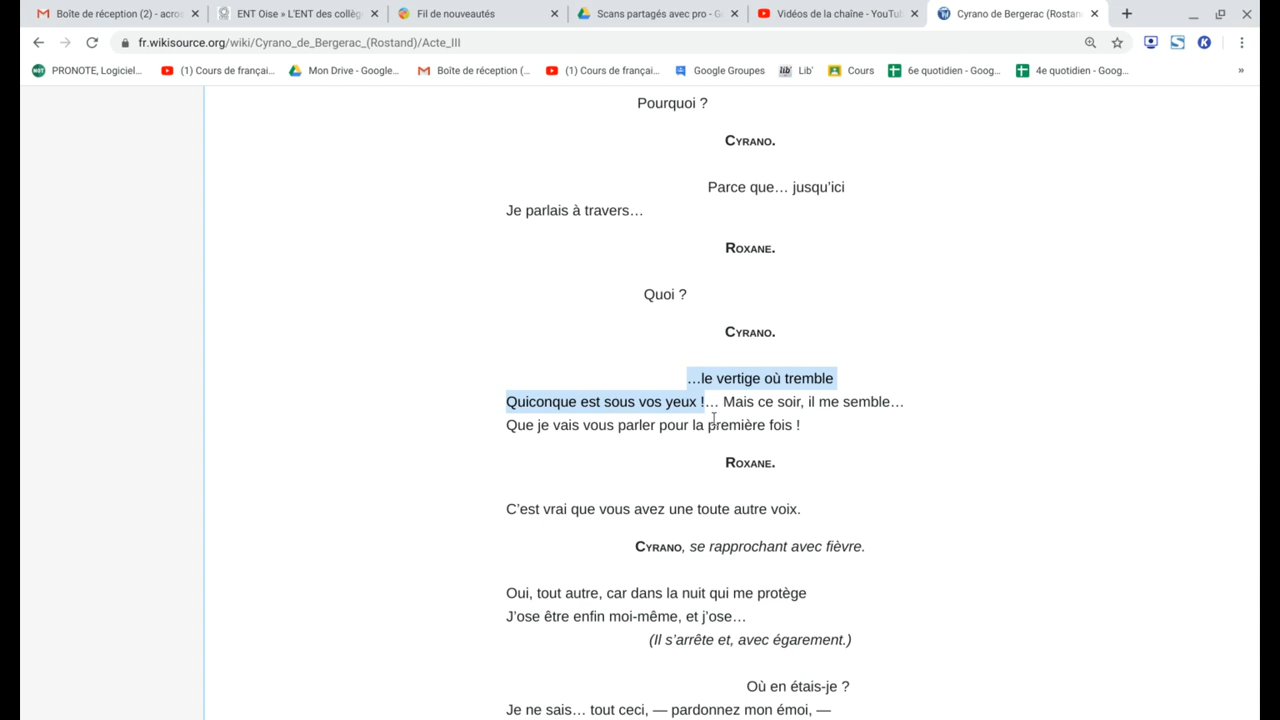 Boîte de réception (2) - acros
ENT Oise » L'ENT des collèg
Fil de nouveautés
Scans partagés avec pro - G
Vidéos de la chaîne - YouTu
Cyrano de Bergerac (Rostan
fr.wikisource.org/wiki/Cyrano_de_Bergerac_(Rostand)/Acte_III
PRONOTE, Logiciel...
(1) Cours de françai...
Mon Drive - Google...
Boîte de réception (...
(1) Cours de françai...
Google Groupes
Lib'
Cours
6e quotidien - Goog...
4e quotidien - Goog...
»
Pourquoi ?
Cyrano.
Parce que… jusqu'ici
Je parlais à travers…
Roxane.
Quoi ?
Cyrano.
…le vertige où tremble
Quiconque est sous vos yeux !… Mais ce soir, il me semble…
Que je vais vous parler pour la première fois !
Roxane.
C’est vrai que vous avez une toute autre voix.
Cyrano, se rapprochant avec fièvre.
Oui, tout autre, car dans la nuit qui me protège
J’ose être enfin moi-même, et j’ose…
(Il s’arrête et, avec égarement.)
Où en étais-je ?
Je ne sais… tout ceci, — pardonnez mon émoi, —